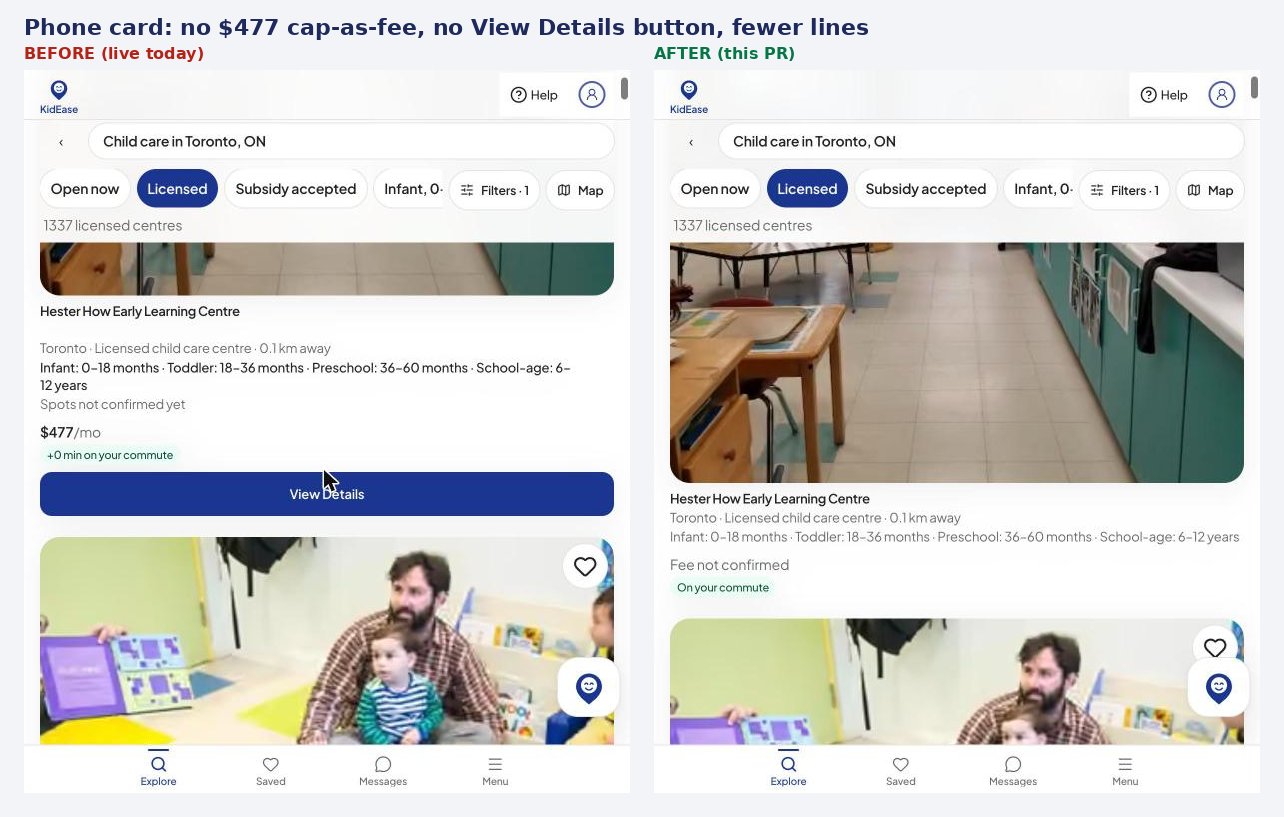 Phone card: no $477 cap-as-fee, no View Details button, fewer lines
BEFORE (live today)
KidEase
Help
‹
Child care in Toronto, ON
Open now
Licensed
Subsidy accepted
Infant, 0-
Filters · 1
Map
1337 licensed centres
Hester How Early Learning Centre
Toronto · Licensed child care centre · 0.1 km away
Infant: 0–18 months · Toddler: 18–36 months · Preschool: 36–60 months · School-age: 6–
12 years
Spots not confirmed yet
$477/mo
+0 min on your commute
View Details
Explore
Saved
Messages
Menu
AFTER (this PR)
KidEase
Help
‹
Child care in Toronto, ON
Open now
Licensed
Subsidy accepted
Infant, 0-
Filters · 1
Map
1337 licensed centres
Hester How Early Learning Centre
Toronto · Licensed child care centre · 0.1 km away
Infant: 0–18 months · Toddler: 18–36 months · Preschool: 36–60 months · School-age: 6–12 years
Fee not confirmed
On your commute
Explore
Saved
Messages
Menu